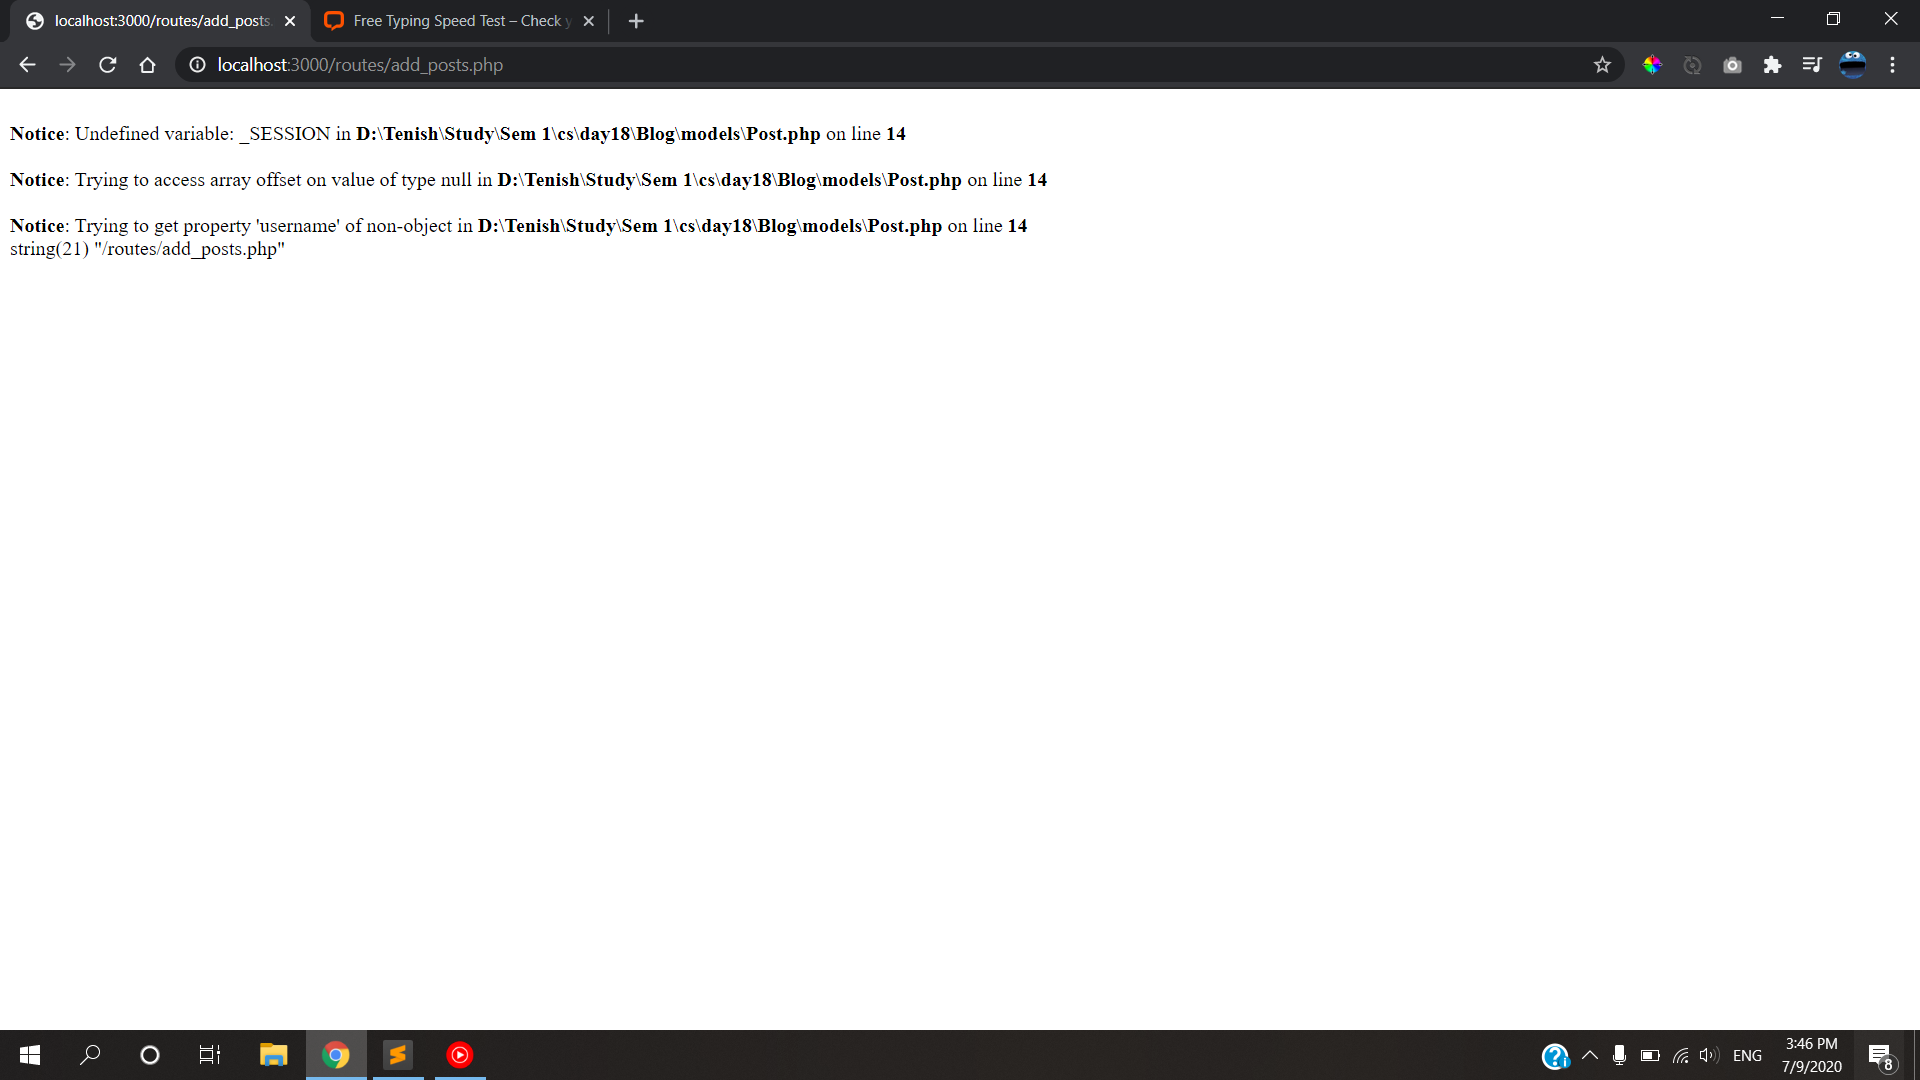 localhost:3000/routes/add_posts.
Free Typing Speed Test – Check y
localhost:3000/routes/add_posts.php
Notice: Undefined variable: _SESSION in D:\Tenish\Study\Sem 1\cs\day18\Blog\models\Post.php on line 14
Notice: Trying to access array offset on value of type null in D:\Tenish\Study\Sem 1\cs\day18\Blog\models\Post.php on line 14
Notice: Trying to get property 'username' of non-object in D:\Tenish\Study\Sem 1\cs\day18\Blog\models\Post.php on line 14
string(21) "/routes/add_posts.php"
ENG
3:46 PM
7/9/2020
8